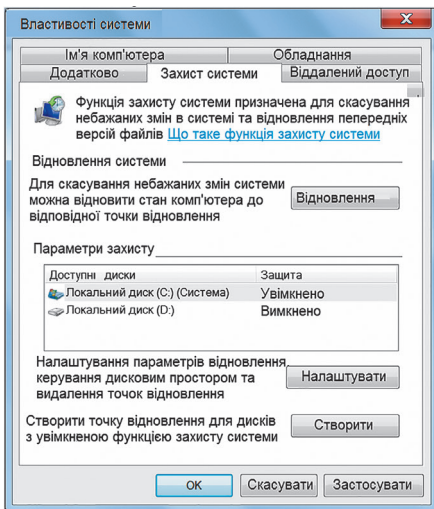 Властивості системи
Ім'я комп'ютера Обладнання
Додатково Захист системи Віддалений доступ
Функція захисту системи призначена для скасування
небажаних змін в системі та відновлення пепередніх
версій файлів Що таке функція захисту системи
Відновлення системи
Для скасування небажаних змін системи
можна відновити стан комп'ютера до
відповідної точки відновлення
Відновлення
Параметри захисту
Доступні диски Защита
Локальний диск (C:) (Система) Увімкнено
Локальний диск (D:) Вимкнено
Налаштування параметрів відновлення,
керування дисковим простором та
видалення точок відновлення
Налаштувати
Створити точку відновлення для дисків
з увімкненою функцією захисту системи
Створити
ОК Скасувати Застосувати